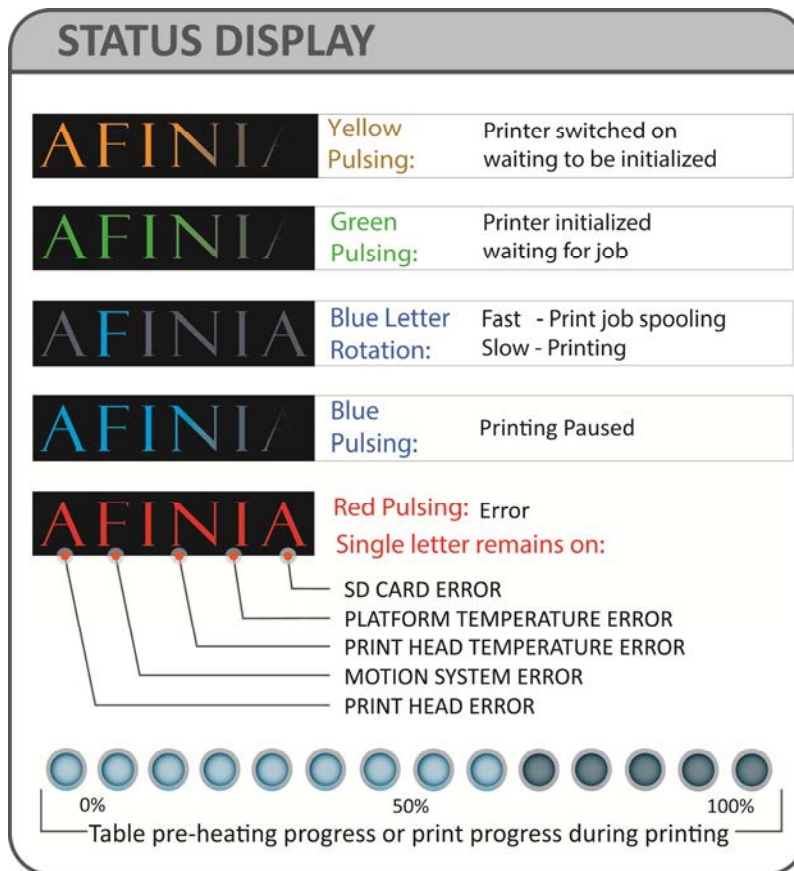 STATUS DISPLAY
AFINIA
Yellow
Pulsing:
Printer switched on
waiting to be initialized
AFINIA
Green
Pulsing:
Printer initialized
waiting for job
AFINIA
Blue Letter
Rotation:
Fast - Print job spooling
Slow - Printing
AFINIA
Blue
Pulsing:
Printing Paused
AFINIA
Red Pulsing: Error
Single letter remains on:
SD CARD ERROR
PLATFORM TEMPERATURE ERROR
PRINT HEAD TEMPERATURE ERROR
MOTION SYSTEM ERROR
PRINT HEAD ERROR
0% 50% 100%
Table pre-heating progress or print progress during printing